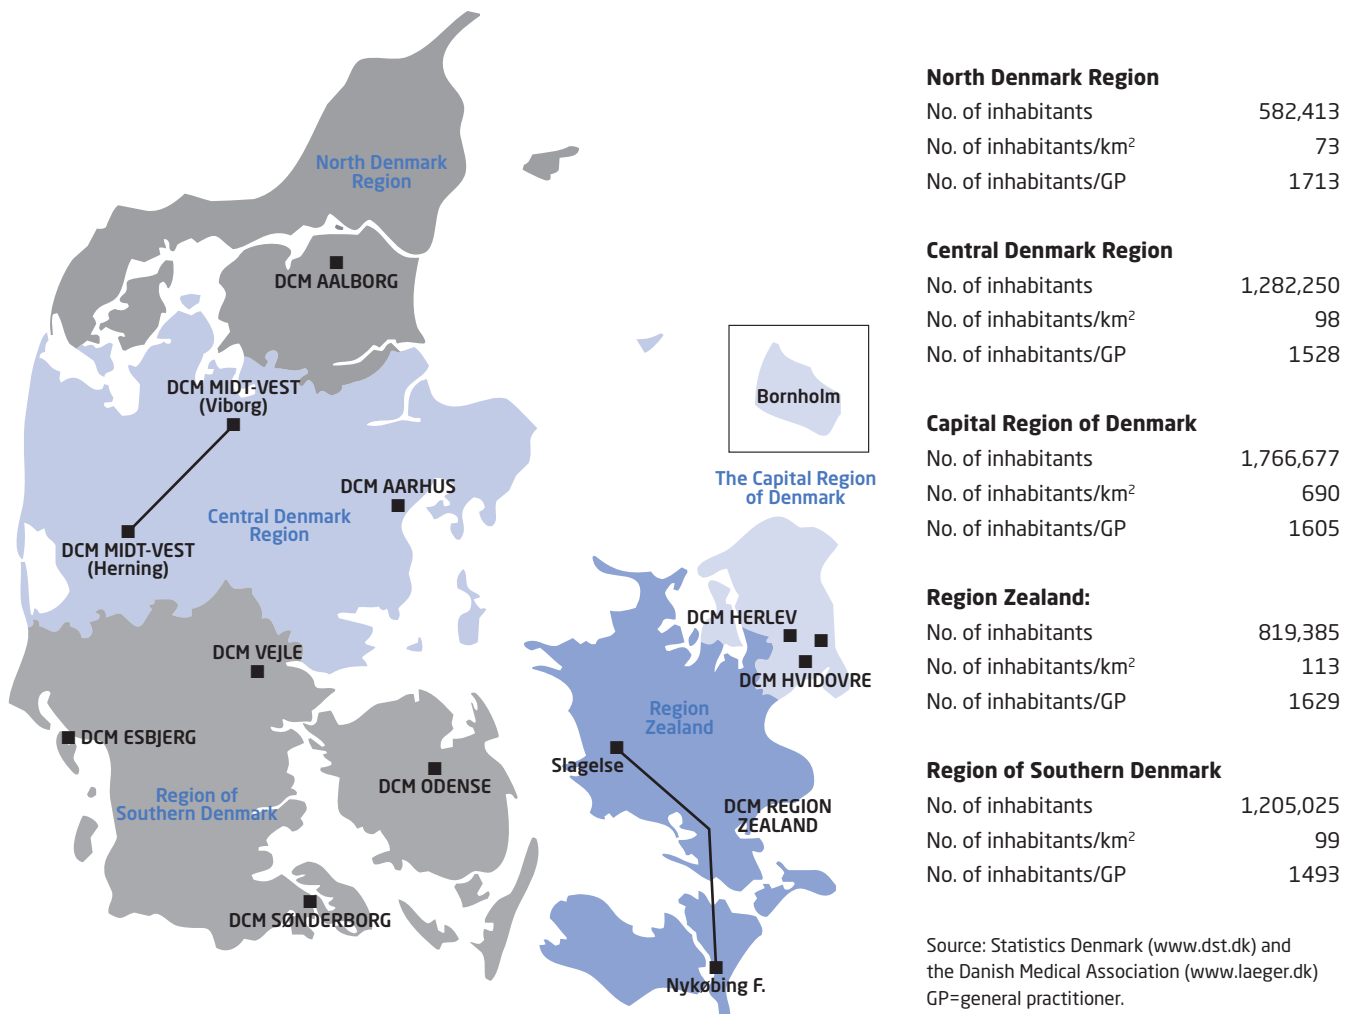 North Denmark
Region
DCM AALBORG
DCM MIDT-VEST
(Viborg)
DCM AARHUS
Central Denmark
Region
DCM MIDT-VEST
(Herning)
DCM VEJLE
DCM ESBJERG
Region of
Southern Denmark
DCM ODENSE
DCM SØNDERBORG
Bornholm
The Capital Region
of Denmark
DCM HERLEV
DCM HVIDOVRE
Region
Zealand
Slagelse
DCM REGION
ZEALAND
Nykøbing F.
North Denmark Region
No. of inhabitants 582,413
No. of inhabitants/km² 73
No. of inhabitants/GP 1713
Central Denmark Region
No. of inhabitants 1,282,250
No. of inhabitants/km² 98
No. of inhabitants/GP 1528
Capital Region of Denmark
No. of inhabitants 1,766,677
No. of inhabitants/km² 690
No. of inhabitants/GP 1605
Region Zealand:
No. of inhabitants 819,385
No. of inhabitants/km² 113
No. of inhabitants/GP 1629
Region of Southern Denmark
No. of inhabitants 1,205,025
No. of inhabitants/km² 99
No. of inhabitants/GP 1493
Source: Statistics Denmark (www.dst.dk) and
the Danish Medical Association (www.laeger.dk)
GP=general practitioner.